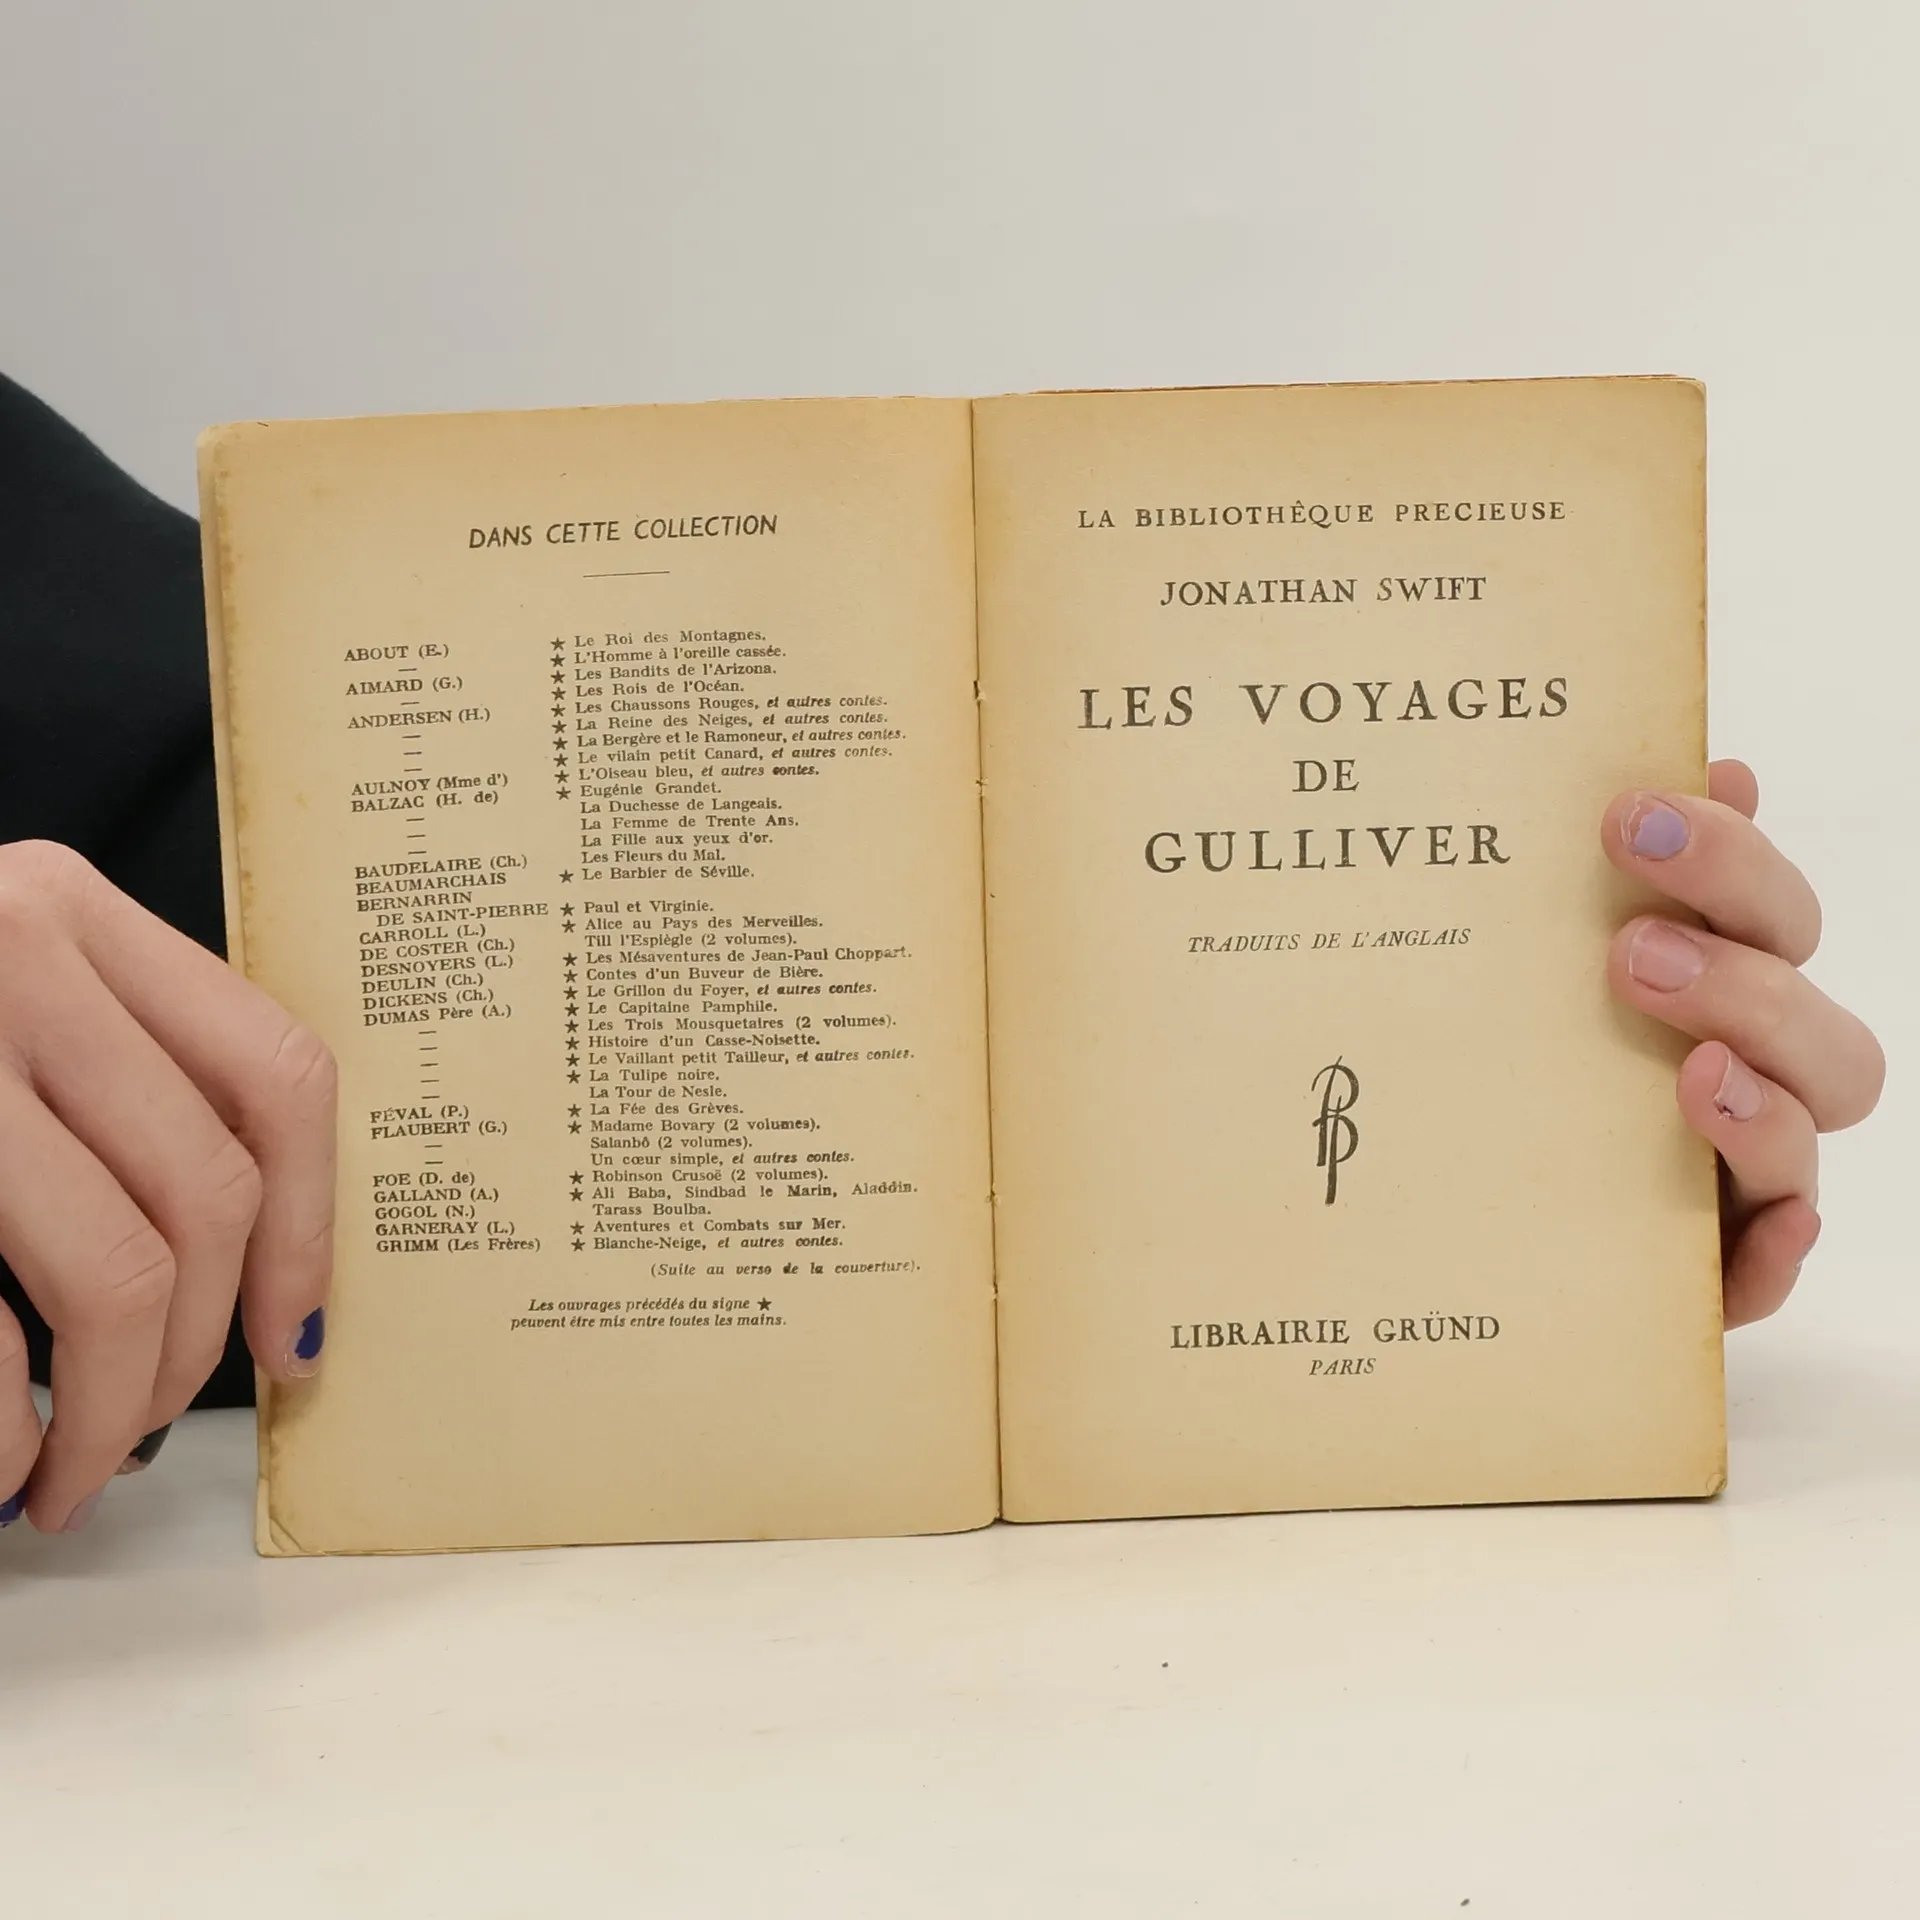 DANS CETTE COLLECTION
ABOUT (E.) ★ Le Roi des Montagnes.
— ★ L'Homme à l'oreille cassée.
AIMARD (G.) ★ Les Bandits de l'Arizona.
— ★ Les Rois de l'Océan.
ANDERSEN (H.) ★ Les Chaussons Rouges, et autres contes.
— ★ La Reine des Neiges, et autres contes.
— ★ La Bergère et le Ramoneur, et autres contes.
— ★ Le vilain petit Canard, et autres contes.
AULNOY (Mme d') ★ L'Oiseau bleu, et autres contes.
BALZAC (H. de) ★ Eugénie Grandet.
— La Duchesse de Langeais.
— La Femme de Trente Ans.
— La Fille aux yeux d'or.
BAUDELAIRE (Ch.) Les Fleurs du Mal.
BEAUMARCHAIS ★ Le Barbier de Séville.
BERNARRIN
DE SAINT-PIERRE ★ Paul et Virginie.
CARROLL (L.) ★ Alice au Pays des Merveilles.
DE COSTER (Ch.) Till l'Espiègle (2 volumes).
DESNOYERS (L.) ★ Les Mésaventures de Jean-Paul Choppart.
DEULIN (Ch.) ★ Contes d'un Buveur de Bière.
DICKENS (Ch.) ★ Le Grillon du Foyer, et autres contes.
DUMAS Père (A.) ★ Le Capitaine Pamphile.
— ★ Les Trois Mousquetaires (2 volumes).
— ★ Histoire d'un Casse-Noisette.
— ★ Le Vaillant petit Tailleur, et autres contes.
— ★ La Tulipe noire.
— La Tour de Nesle.
FÉVAL (P.) ★ La Fée des Grèves.
FLAUBERT (G.) ★ Madame Bovary (2 volumes).
— Salanbô (2 volumes).
— Un cœur simple, et autres contes.
FOE (D. de) ★ Robinson Crusoë (2 volumes).
GALLAND (A.) ★ Ali Baba, Sindbad le Marin, Aladdin.
GOGOL (N.) Tarass Boulba.
GARNERAY (L.) ★ Aventures et Combats sur Mer.
GRIMM (Les Frères) ★ Blanche-Neige, et autres contes.
(Suite au verso de la couverture).
Les ouvrages précédés du signe ★
peuvent être mis entre toutes les mains.
LA BIBLIOTHÊQUE PRECIEUSE
JONATHAN SWIFT
LES VOYAGES
DE
GULLIVER
TRADUITS DE L'ANGLAIS
LIBRAIRIE GRÜND
PARIS